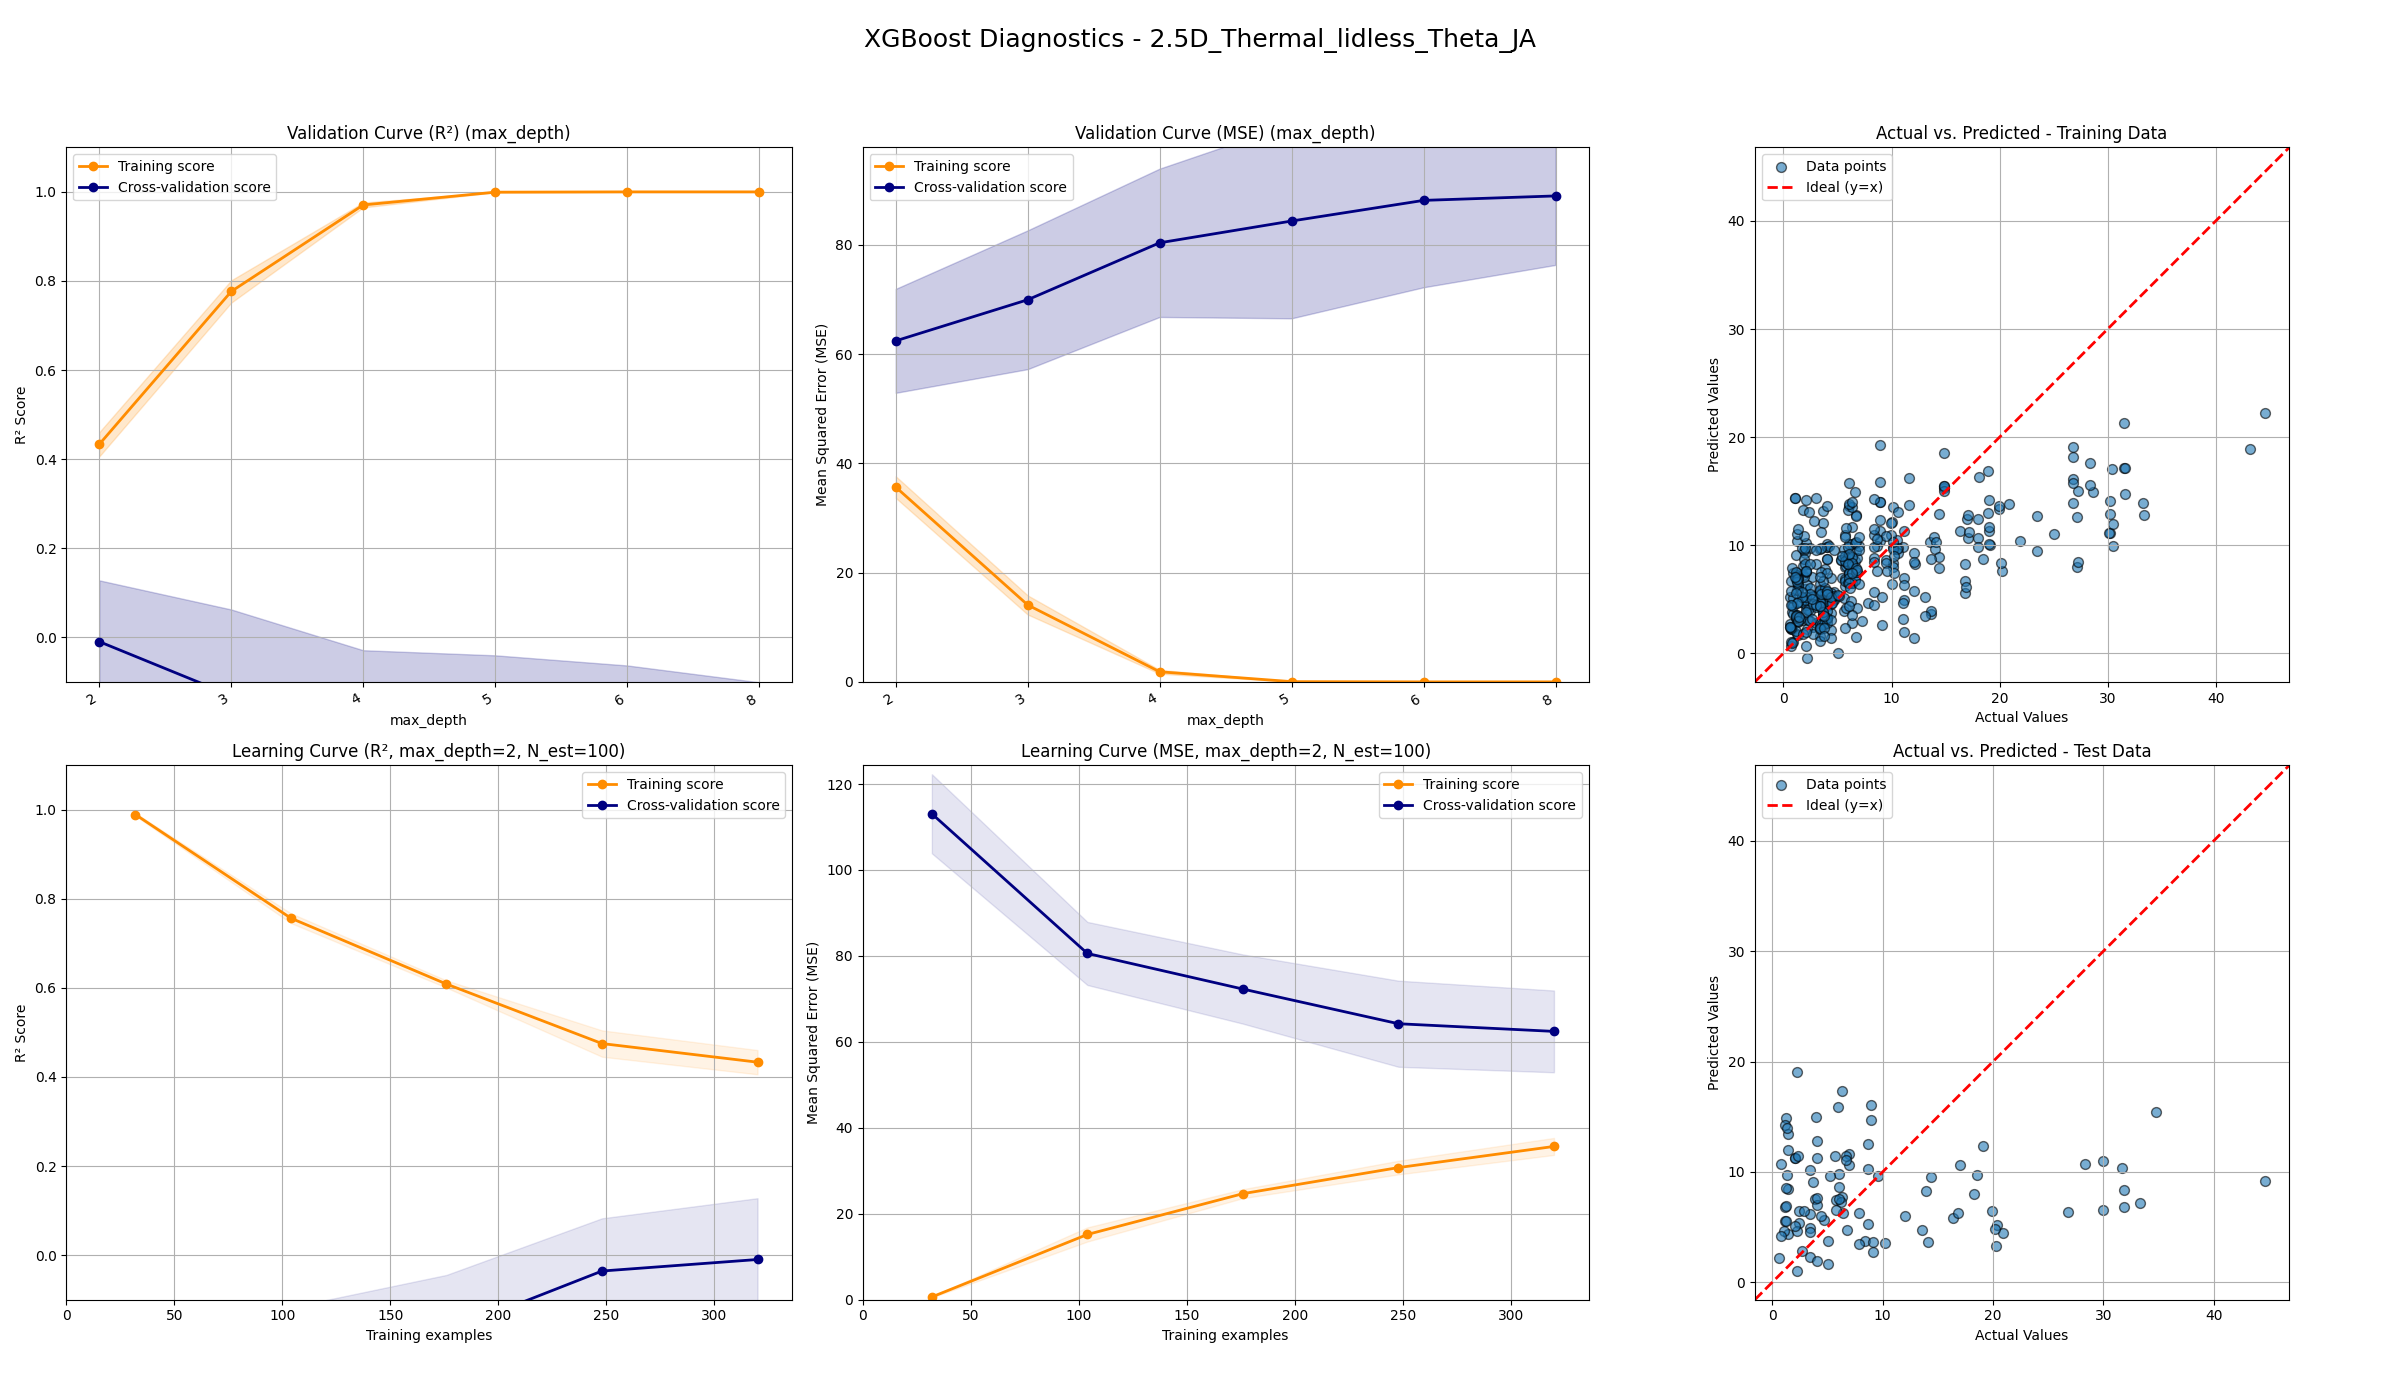 XGBoost Diagnostics - 2.5D_Thermal_lidless_Theta_JA
Validation Curve (R²) (max_depth)
Training score
Cross-validation score
1.0
0.8
0.6
0.4
0.2
0.0
R² Score
2
3
4
5
6
8
max_depth
Validation Curve (MSE) (max_depth)
Training score
Cross-validation score
80
60
40
20
0
Mean Squared Error (MSE)
2
3
4
5
6
8
max_depth
Actual vs. Predicted - Training Data
Data points
Ideal (y=x)
40
30
20
10
0
Predicted Values
0
10
20
30
40
Actual Values
Learning Curve (R², max_depth=2, N_est=100)
Training score
Cross-validation score
1.0
0.8
0.6
0.4
0.2
0.0
R² Score
0
50
100
150
200
250
300
Training examples
Learning Curve (MSE, max_depth=2, N_est=100)
Training score
Cross-validation score
120
100
80
60
40
20
0
Mean Squared Error (MSE)
0
50
100
150
200
250
300
Training examples
Actual vs. Predicted - Test Data
Data points
Ideal (y=x)
40
30
20
10
0
Predicted Values
0
10
20
30
40
Actual Values